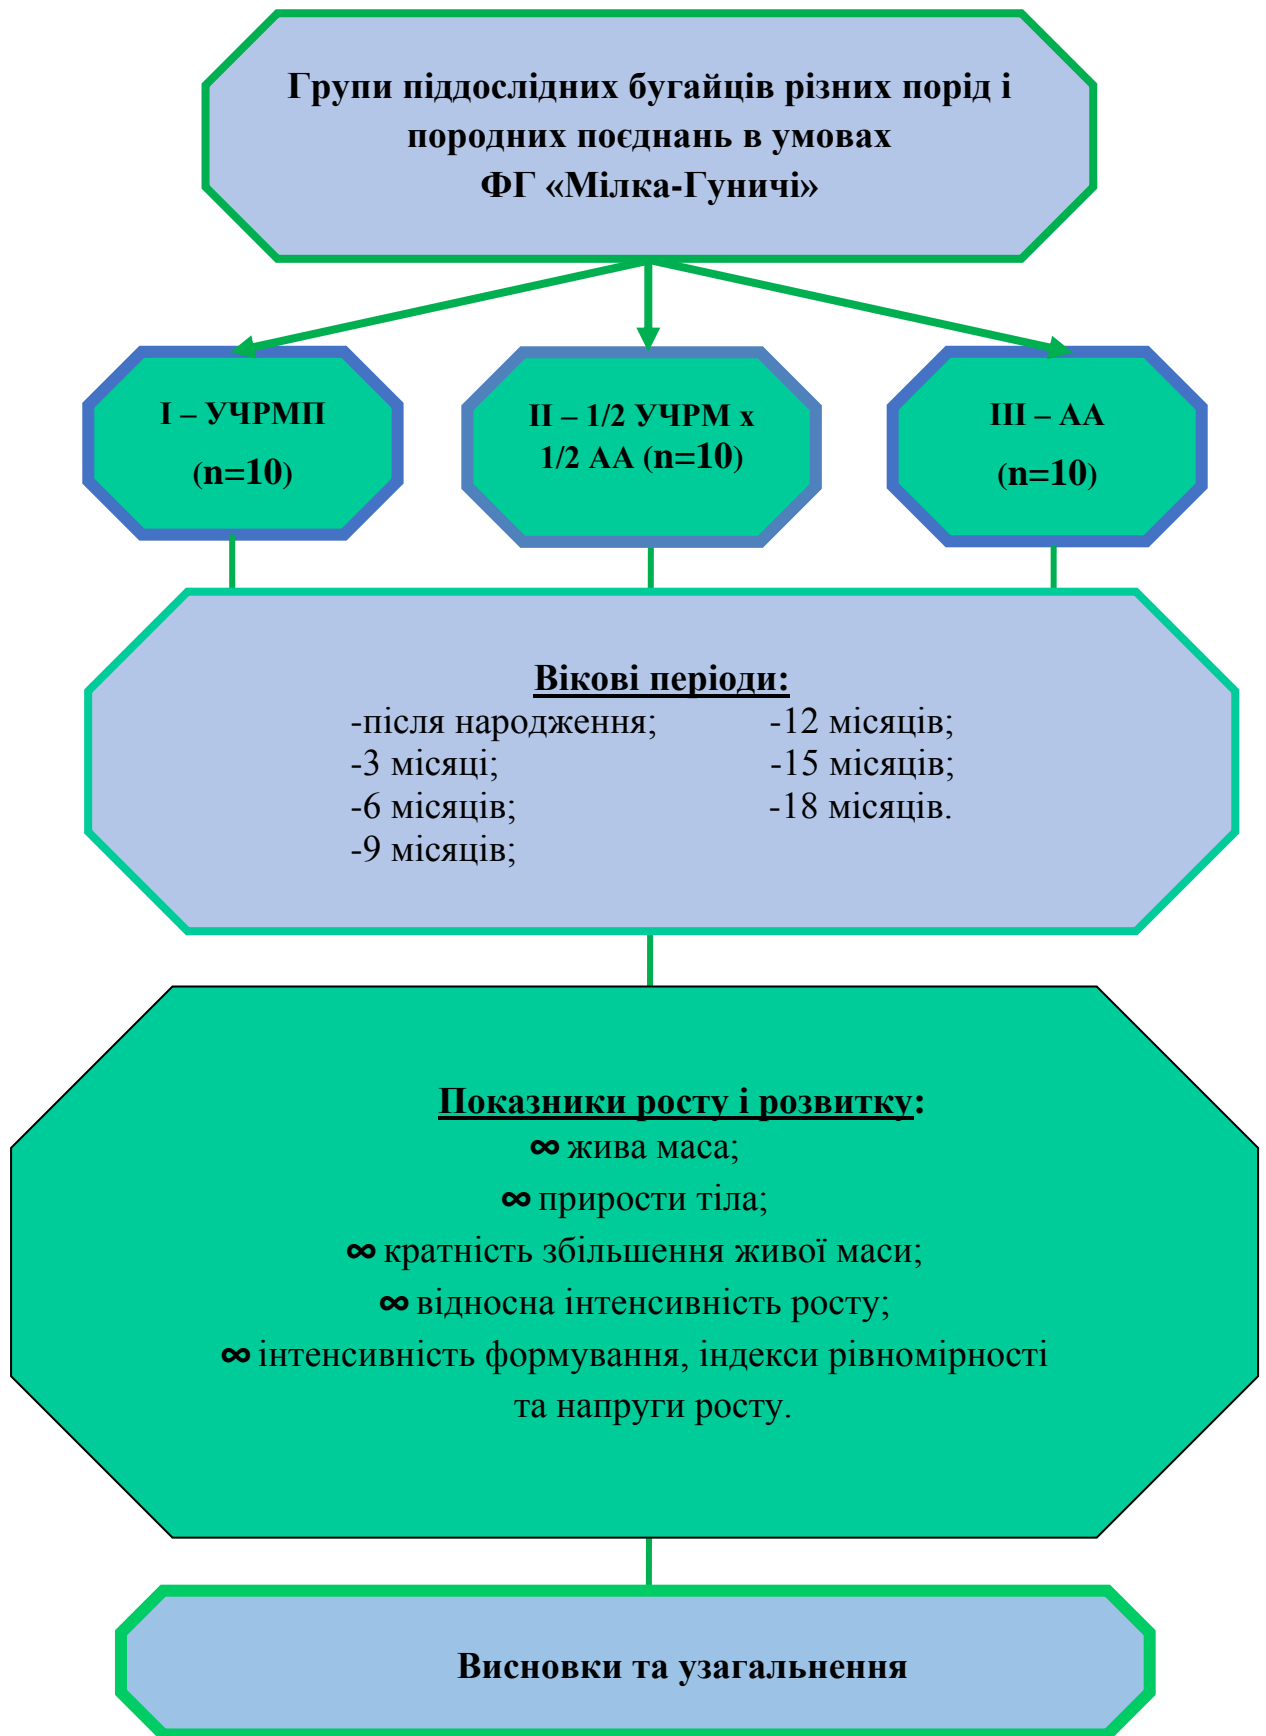 Групи піддослідних бугайців різних порід і
породних поєднань в умовах
ФГ «Мілка-Гуничі»
І – УЧРМП
(n=10)
ІІ – 1/2 УЧРМ х
1/2 АА (n=10)
ІІІ – АА
(n=10)
Вікові періоди:
-після народження;
-3 місяці;
-6 місяців;
-9 місяців;
-12 місяців;
-15 місяців;
-18 місяців.
Показники росту і розвитку:
∞ жива маса;
∞ прирости тіла;
∞ кратність збільшення живої маси;
∞ відносна інтенсивність росту;
∞ інтенсивність формування, індекси рівномірності
та напруги росту.
Висновки та узагальнення